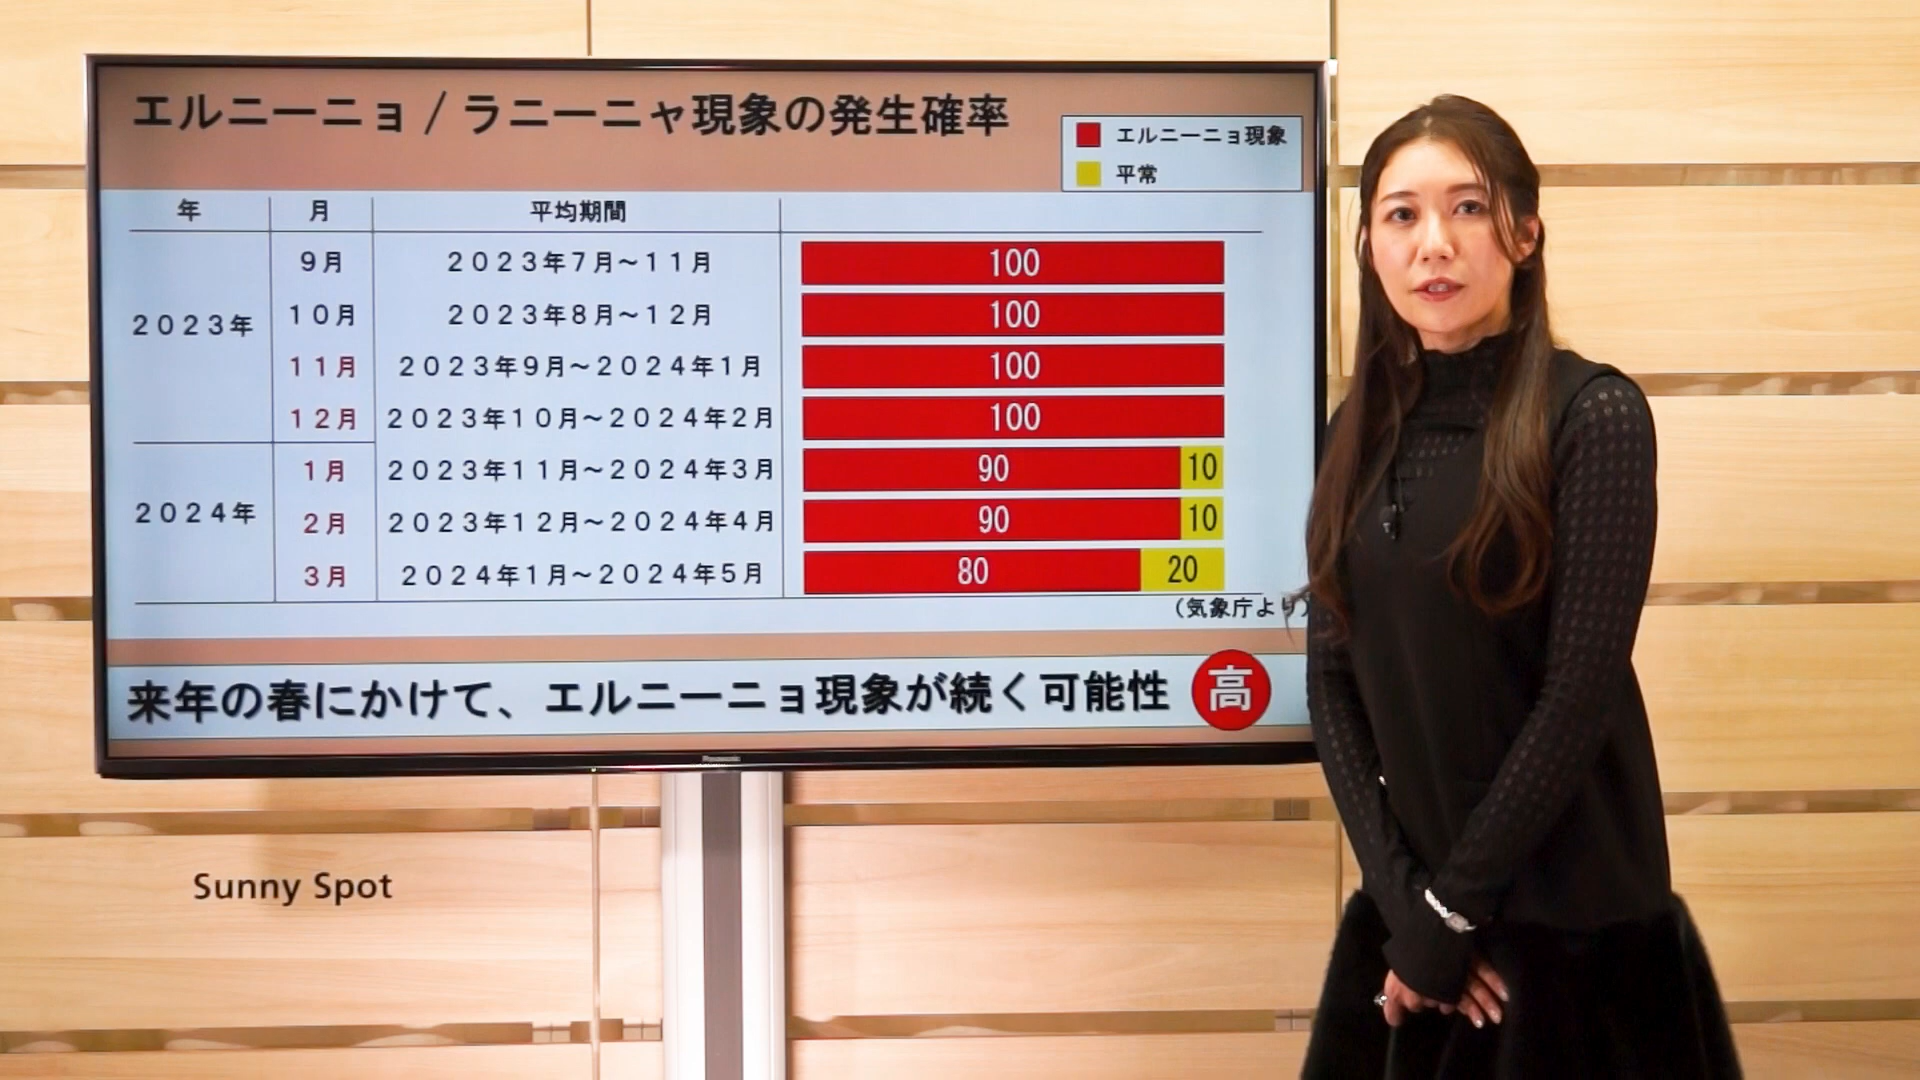 エルニーニョ / ラニーニャ現象の発生確率
エルニーニョ現象
平常
年 月 平均期間
2023年
9月 2023年7月～11月 100
10月 2023年8月～12月 100
11月 2023年9月～2024年1月 100
12月 2023年10月～2024年2月 100
2024年
1月 2023年11月～2024年3月 90 10
2月 2023年12月～2024年4月 90 10
3月 2024年1月～2024年5月 80 20
(気象庁より)
来年の春にかけて、エルニーニョ現象が続く可能性 高
Panasonic
Sunny Spot